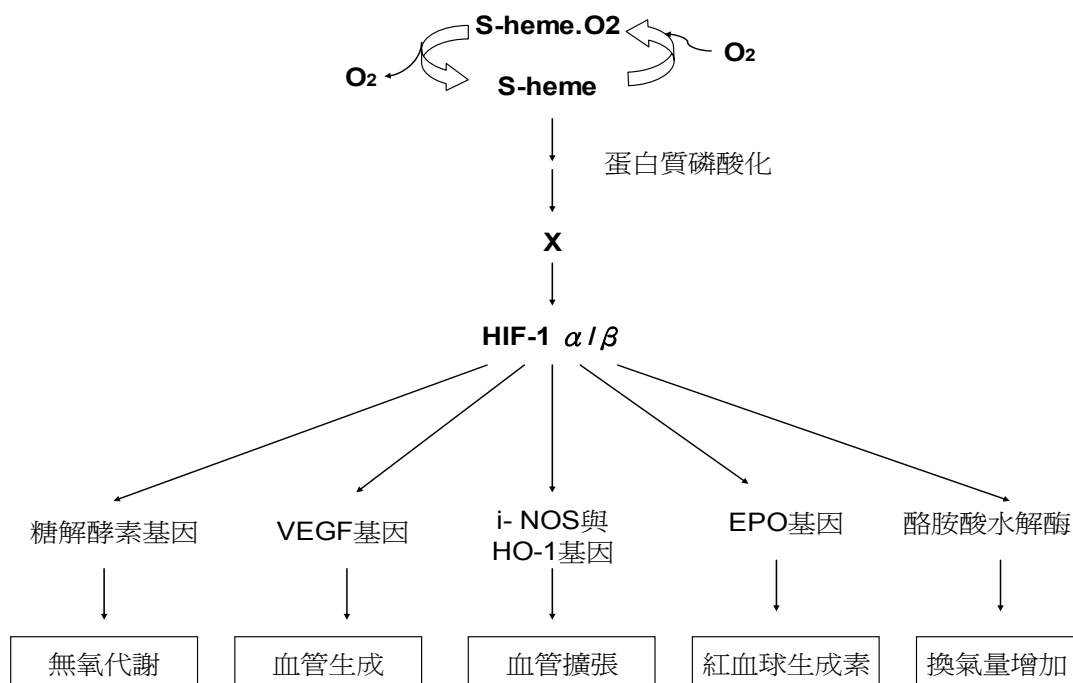 S-heme.O2
O2
O2
S-heme
蛋白質磷酸化
X
HIF-1 α/β
糖解酵素基因
VEGF基因
i- NOS與
HO-1基因
EPO基因
酪胺酸水解酶
無氧代謝
血管生成
血管擴張
紅血球生成素
換氣量增加